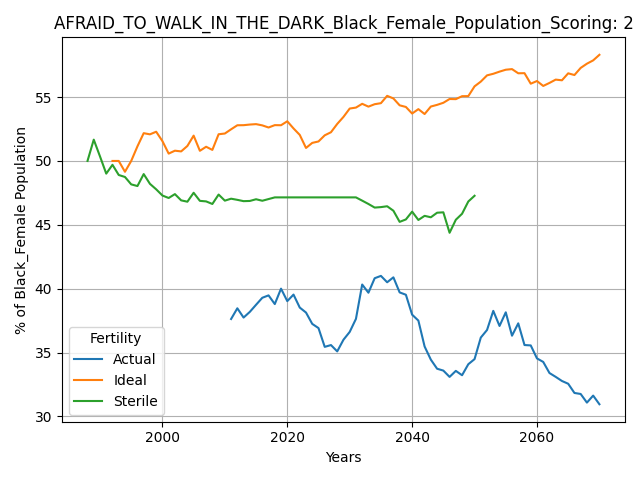 AFRAID_TO_WALK_IN_THE_DARK_Black_Female_Population_Scoring: 2
% of Black_Female Population
55
50
45
40
35
30
Fertility
Actual
Ideal
Sterile
2000 2020 2040 2060
Years